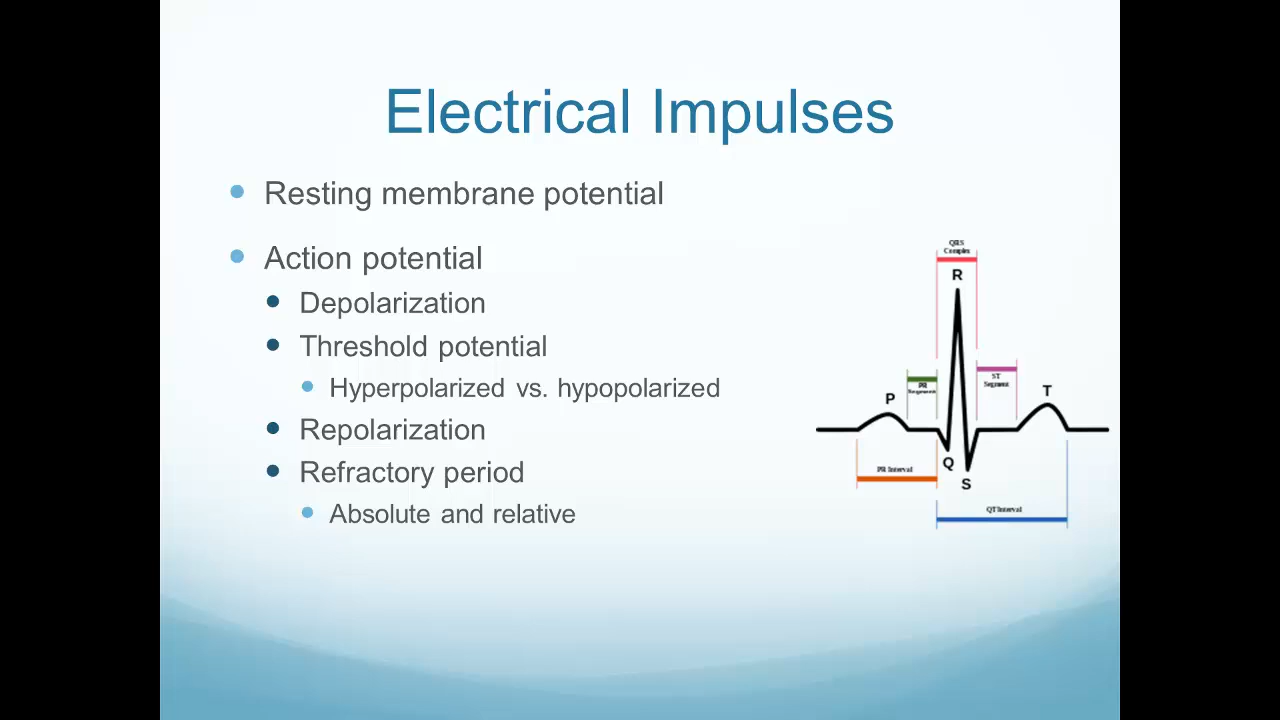 Electrical Impulses
Resting membrane potential
Action potential
Depolarization
Threshold potential
Hyperpolarized vs. hypopolarized
Repolarization
Refractory period
Absolute and relative
QRS
Complex
R
PR
Segment
ST
Segment
P
T
Q
S
PR Interval
QT Interval